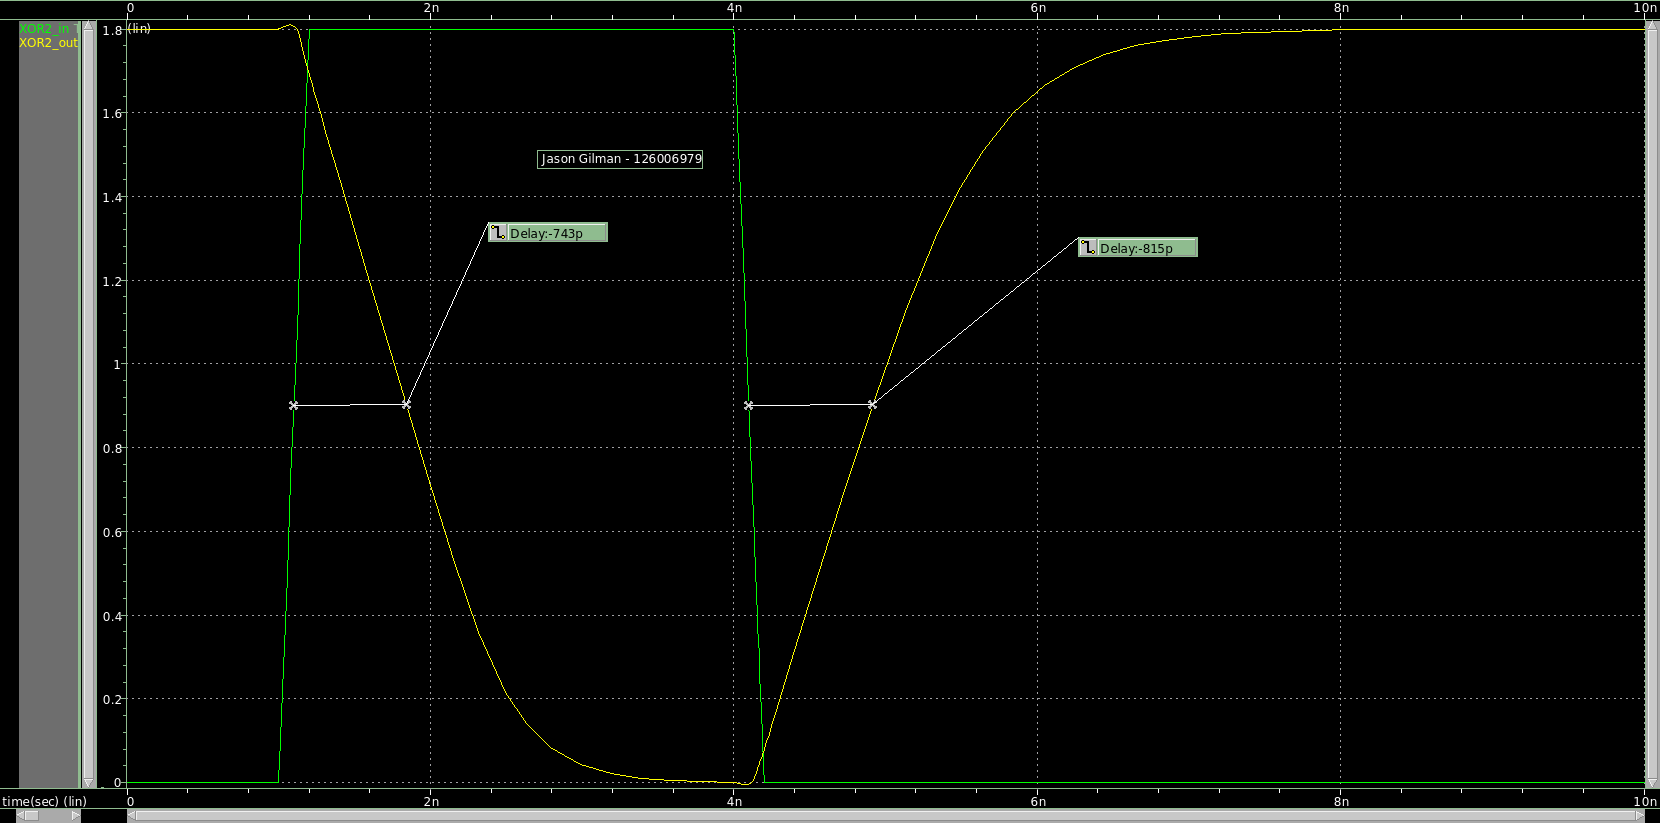 0 2n 4n 6n 8n 10n
XOR2_in T
XOR2_out
(lin)
1.8
1.6
Jason Gilman - 126006979
1.4
Delay:-743p
Delay:-815p
1.2
1
0.8
0.6
0.4
0.2
0
time(sec) (lin) 0 2n 4n 6n 8n 10n